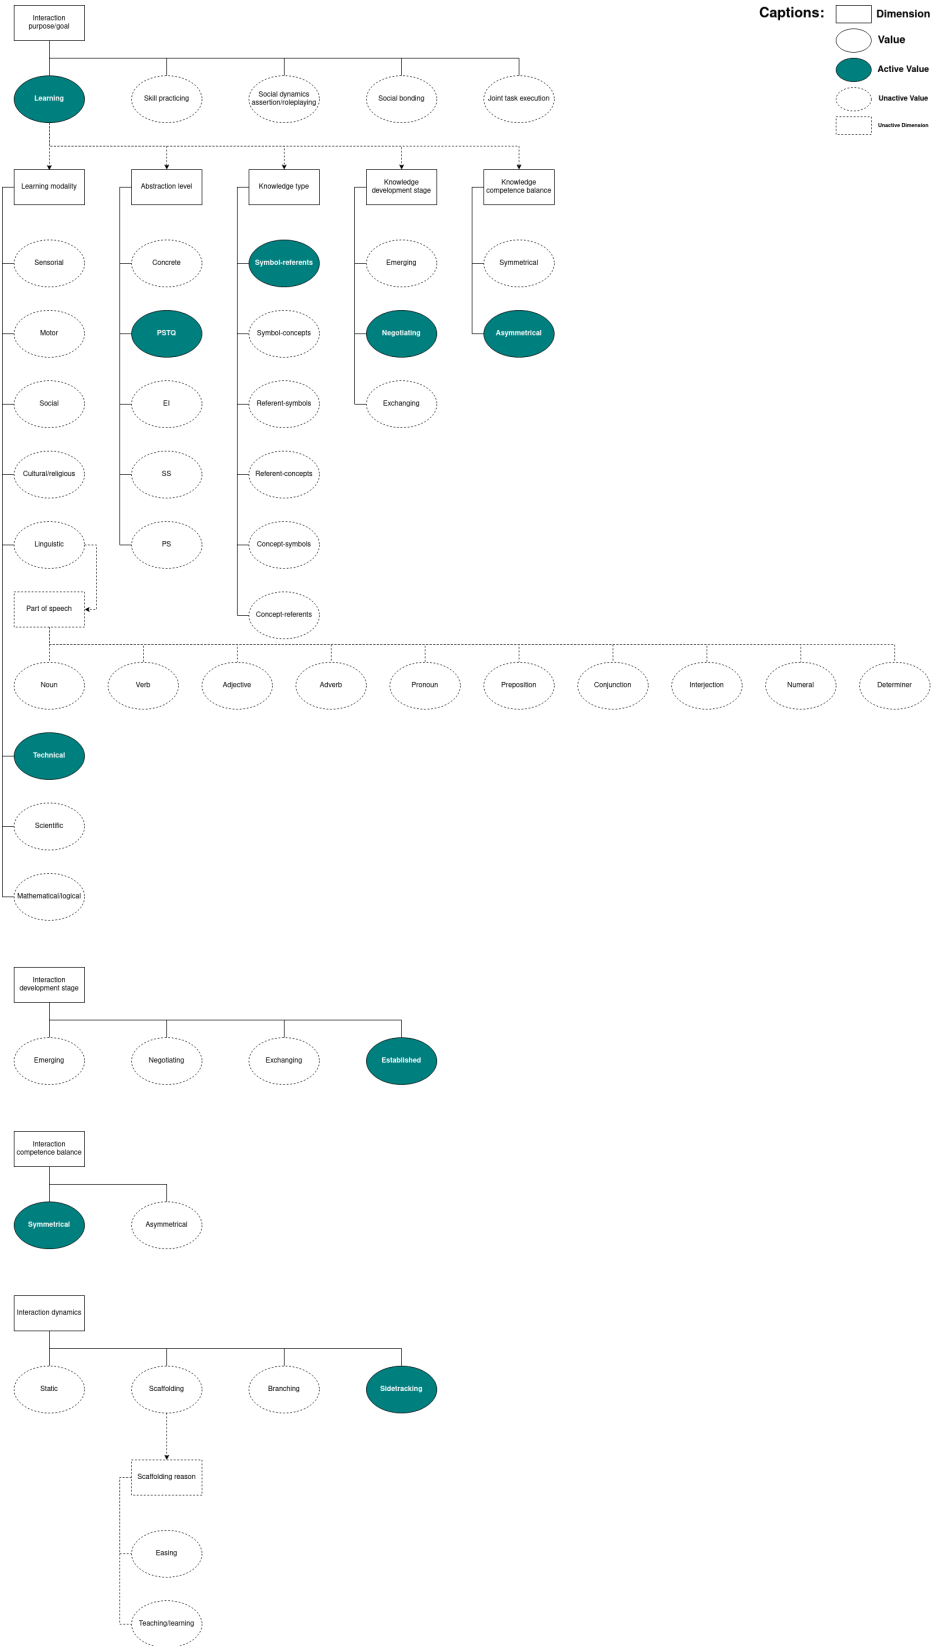 Interaction
purpose/goal
Captions:
Dimension
Value
Active Value
Unactive Value
Unactive Dimension
Learning
Skill practicing
Social dynamics
assertion/roleplaying
Social bonding
Joint task execution
Learning modality
Abstraction level
Knowledge type
Knowledge
development stage
Knowledge
competence balance
Sensorial
Concrete
Symbol-referents
Emerging
Symmetrical
Motor
PSTQ
Symbol-concepts
Negotiating
Asymmetrical
Social
EI
Referent-symbols
Exchanging
Cultural/religious
SS
Referent-concepts
Linguistic
PS
Concept-symbols
Part of speech
Concept-referents
Noun
Verb
Adjective
Adverb
Pronoun
Preposition
Conjunction
Interjection
Numeral
Determiner
Technical
Scientific
Mathematical/logical
Interaction
development stage
Emerging
Negotiating
Exchanging
Established
Interaction
competence balance
Symmetrical
Asymmetrical
Interaction dynamics
Static
Scaffolding
Branching
Sidetracking
Scaffolding reason
Easing
Teaching/learning